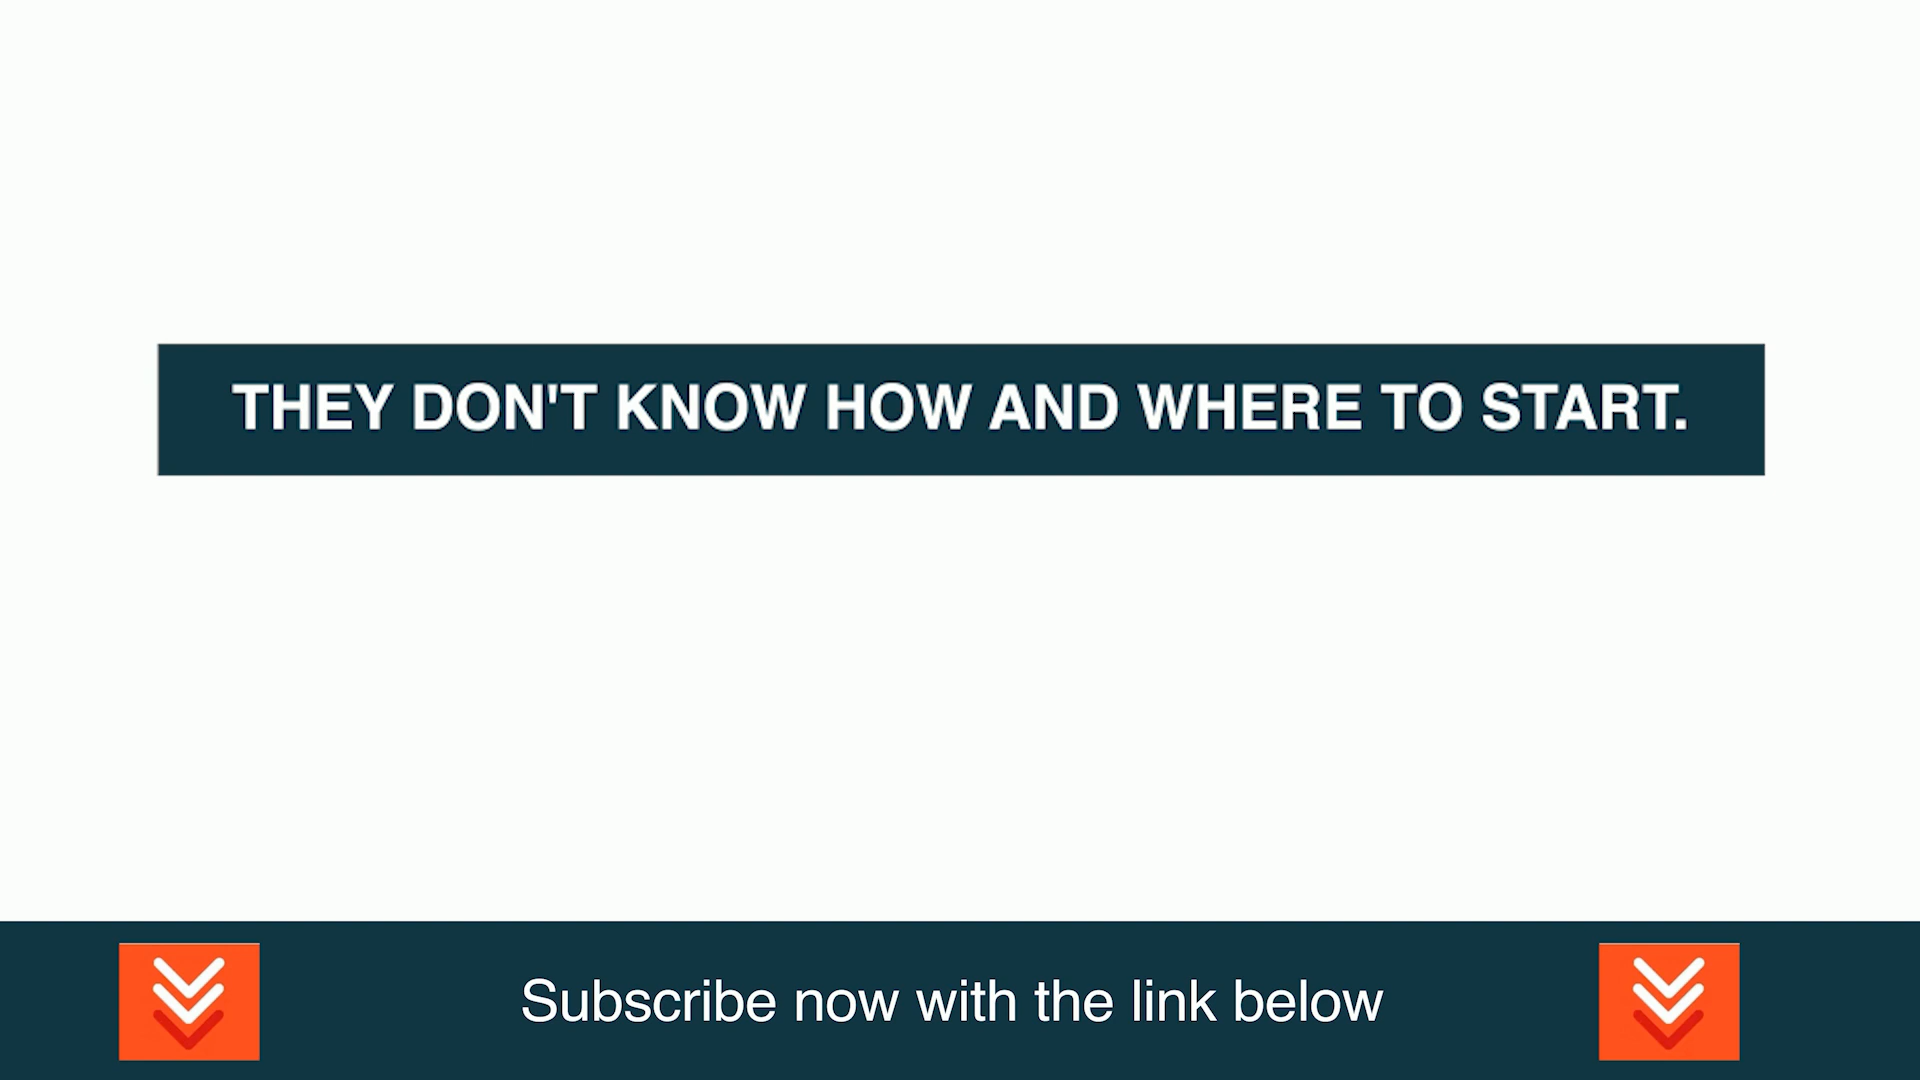 THEY DON'T KNOW HOW AND WHERE TO START.
Subscribe now with the link below